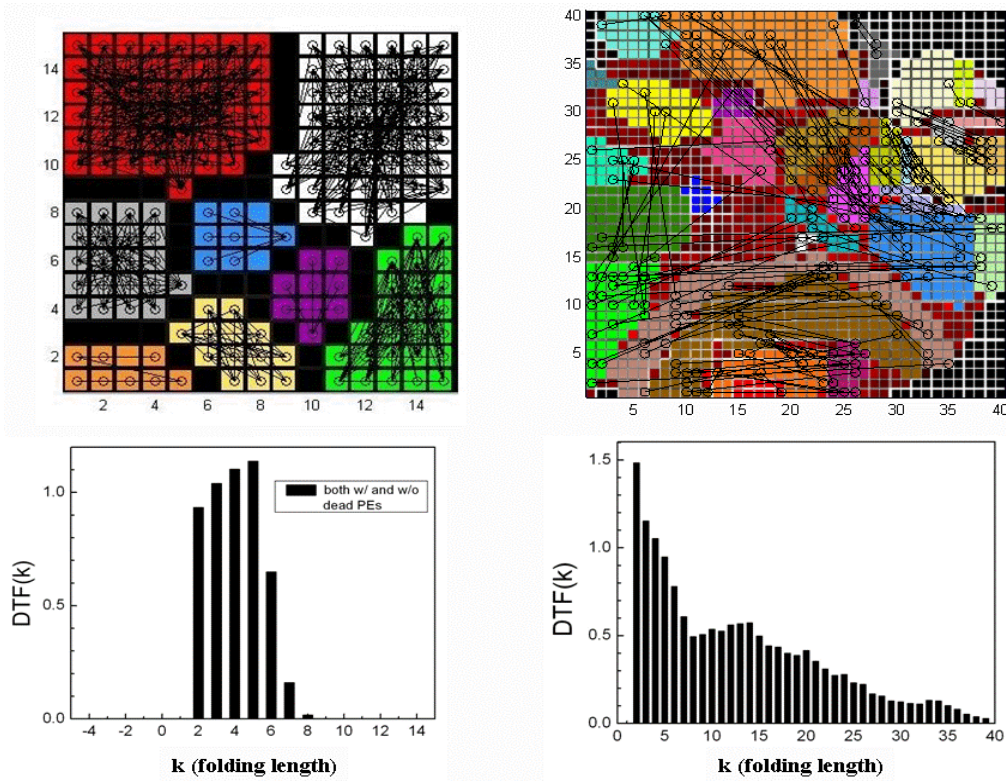 14
12
10
8
6
4
2
2 4 6 8 10 12 14
40
35
30
25
20
15
10
5
5 10 15 20 25 30 35 40
DTF(k)
1.0
0.5
0.0
both w/ and w/o
dead PEs
-4 -2 0 2 4 6 8 10 12 14
k (folding length)
DTF(k)
1.5
1.0
0.5
0.0
0 5 10 15 20 25 30 35 40
k (folding length)